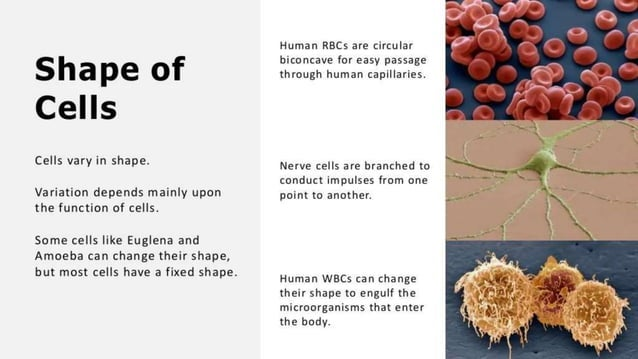 Shape of
Cells
Cells vary in shape.
Variation depends mainly upon
the function of cells.
Some cells like Euglena and
Amoeba can change their shape,
but most cells have a fixed shape.
Human RBCs are circular
biconcave for easy passage
through human capillaries.
Nerve cells are branched to
conduct impulses from one
point to another.
Human WBCs can change
their shape to engulf the
microorganisms that enter
the body.